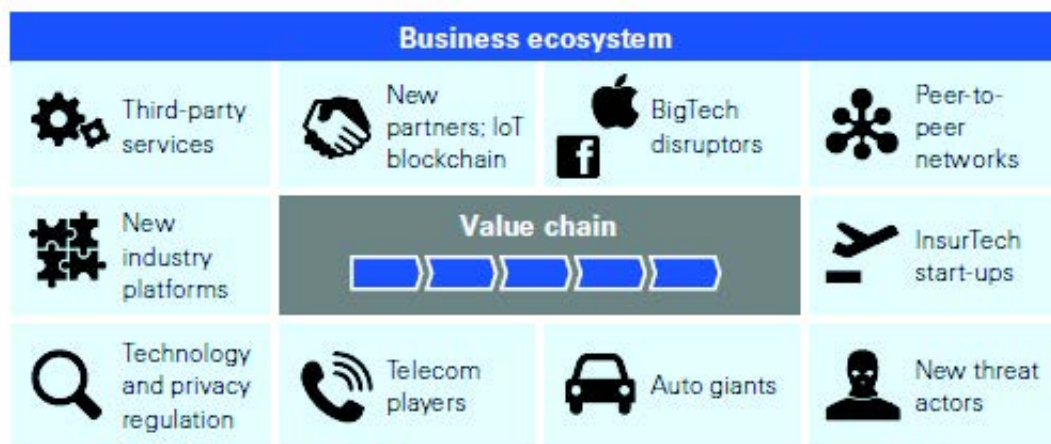 Business ecosystem
Third-party
services
New
partners; IoT
blockchain
BigTech
disruptors
Peer-to-
peer
networks
New
industry
platforms
Value chain
InsurTech
start-ups
Technology
and privacy
regulation
Telecom
players
Auto giants
New threat
actors